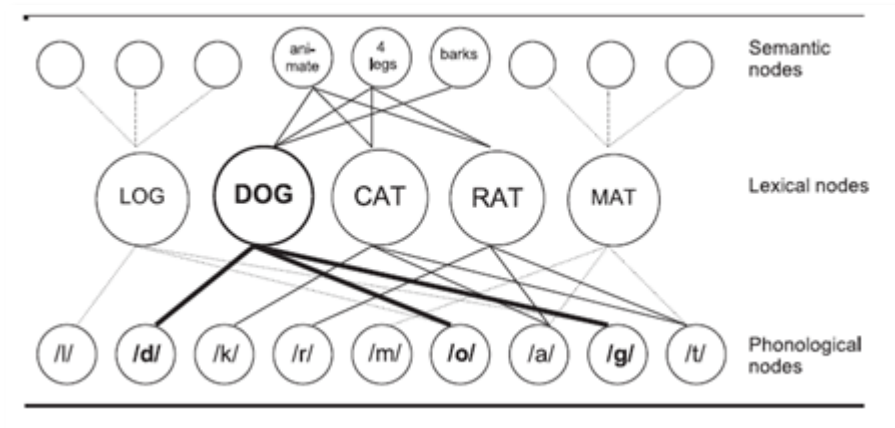 ani-
mate
4
legs
barks
Semantic
nodes
LOG
DOG
CAT
RAT
MAT
Lexical nodes
/l/
/d/
/k/
/r/
/m/
/o/
/a/
/g/
/t/
Phonological
nodes